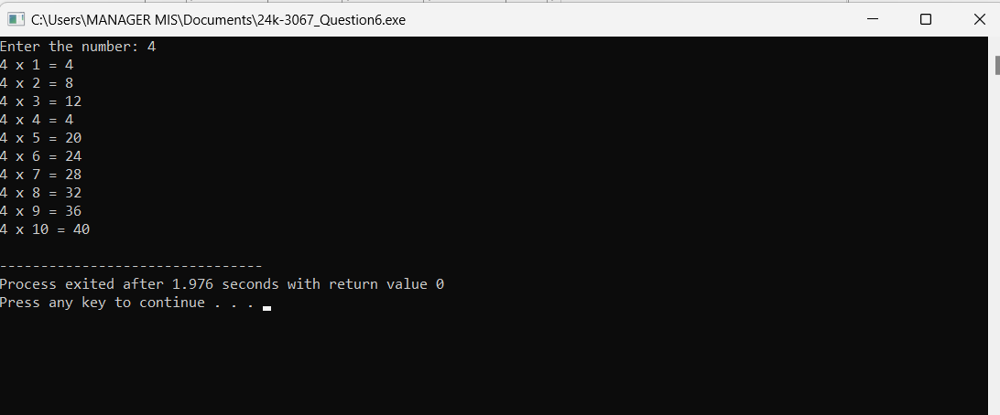 C:\Users\MANAGER MIS\Documents\24k-3067_Question6.exe
Enter the number: 4
4 x 1 = 4
4 x 2 = 8
4 x 3 = 12
4 x 4 = 4
4 x 5 = 20
4 x 6 = 24
4 x 7 = 28
4 x 8 = 32
4 x 9 = 36
4 x 10 = 40
--------------------------------
Process exited after 1.976 seconds with return value 0
Press any key to continue . . .